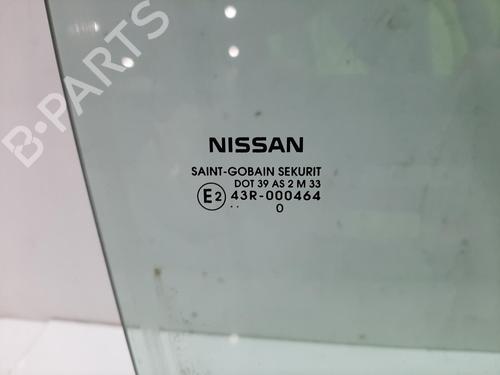 B-PARTS
NISSAN
SAINT-GOBAIN SEKURIT
DOT 39 AS 2 M 33
E2 43R-000464
.. 0